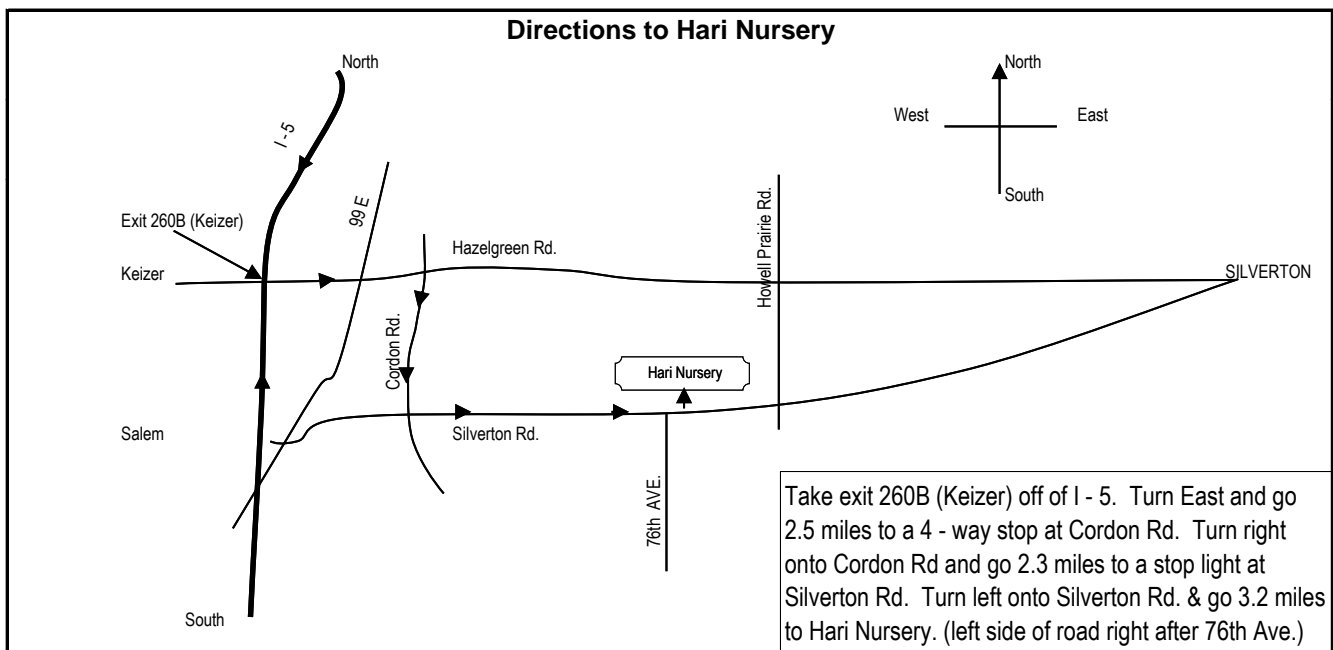 Directions to Hari Nursery
North
I - 5
99 E
North
West
East
South
Exit 260B (Keizer)
Keizer
Hazelgreen Rd.
Howell Prairie Rd.
SILVERTON
Cordon Rd.
Hari Nursery
Salem
Silverton Rd.
76th AVE.
South
Take exit 260B (Keizer) off of I - 5. Turn East and go
2.5 miles to a 4 - way stop at Cordon Rd. Turn right
onto Cordon Rd and go 2.3 miles to a stop light at
Silverton Rd. Turn left onto Silverton Rd. & go 3.2 miles
to Hari Nursery. (left side of road right after 76th Ave.)